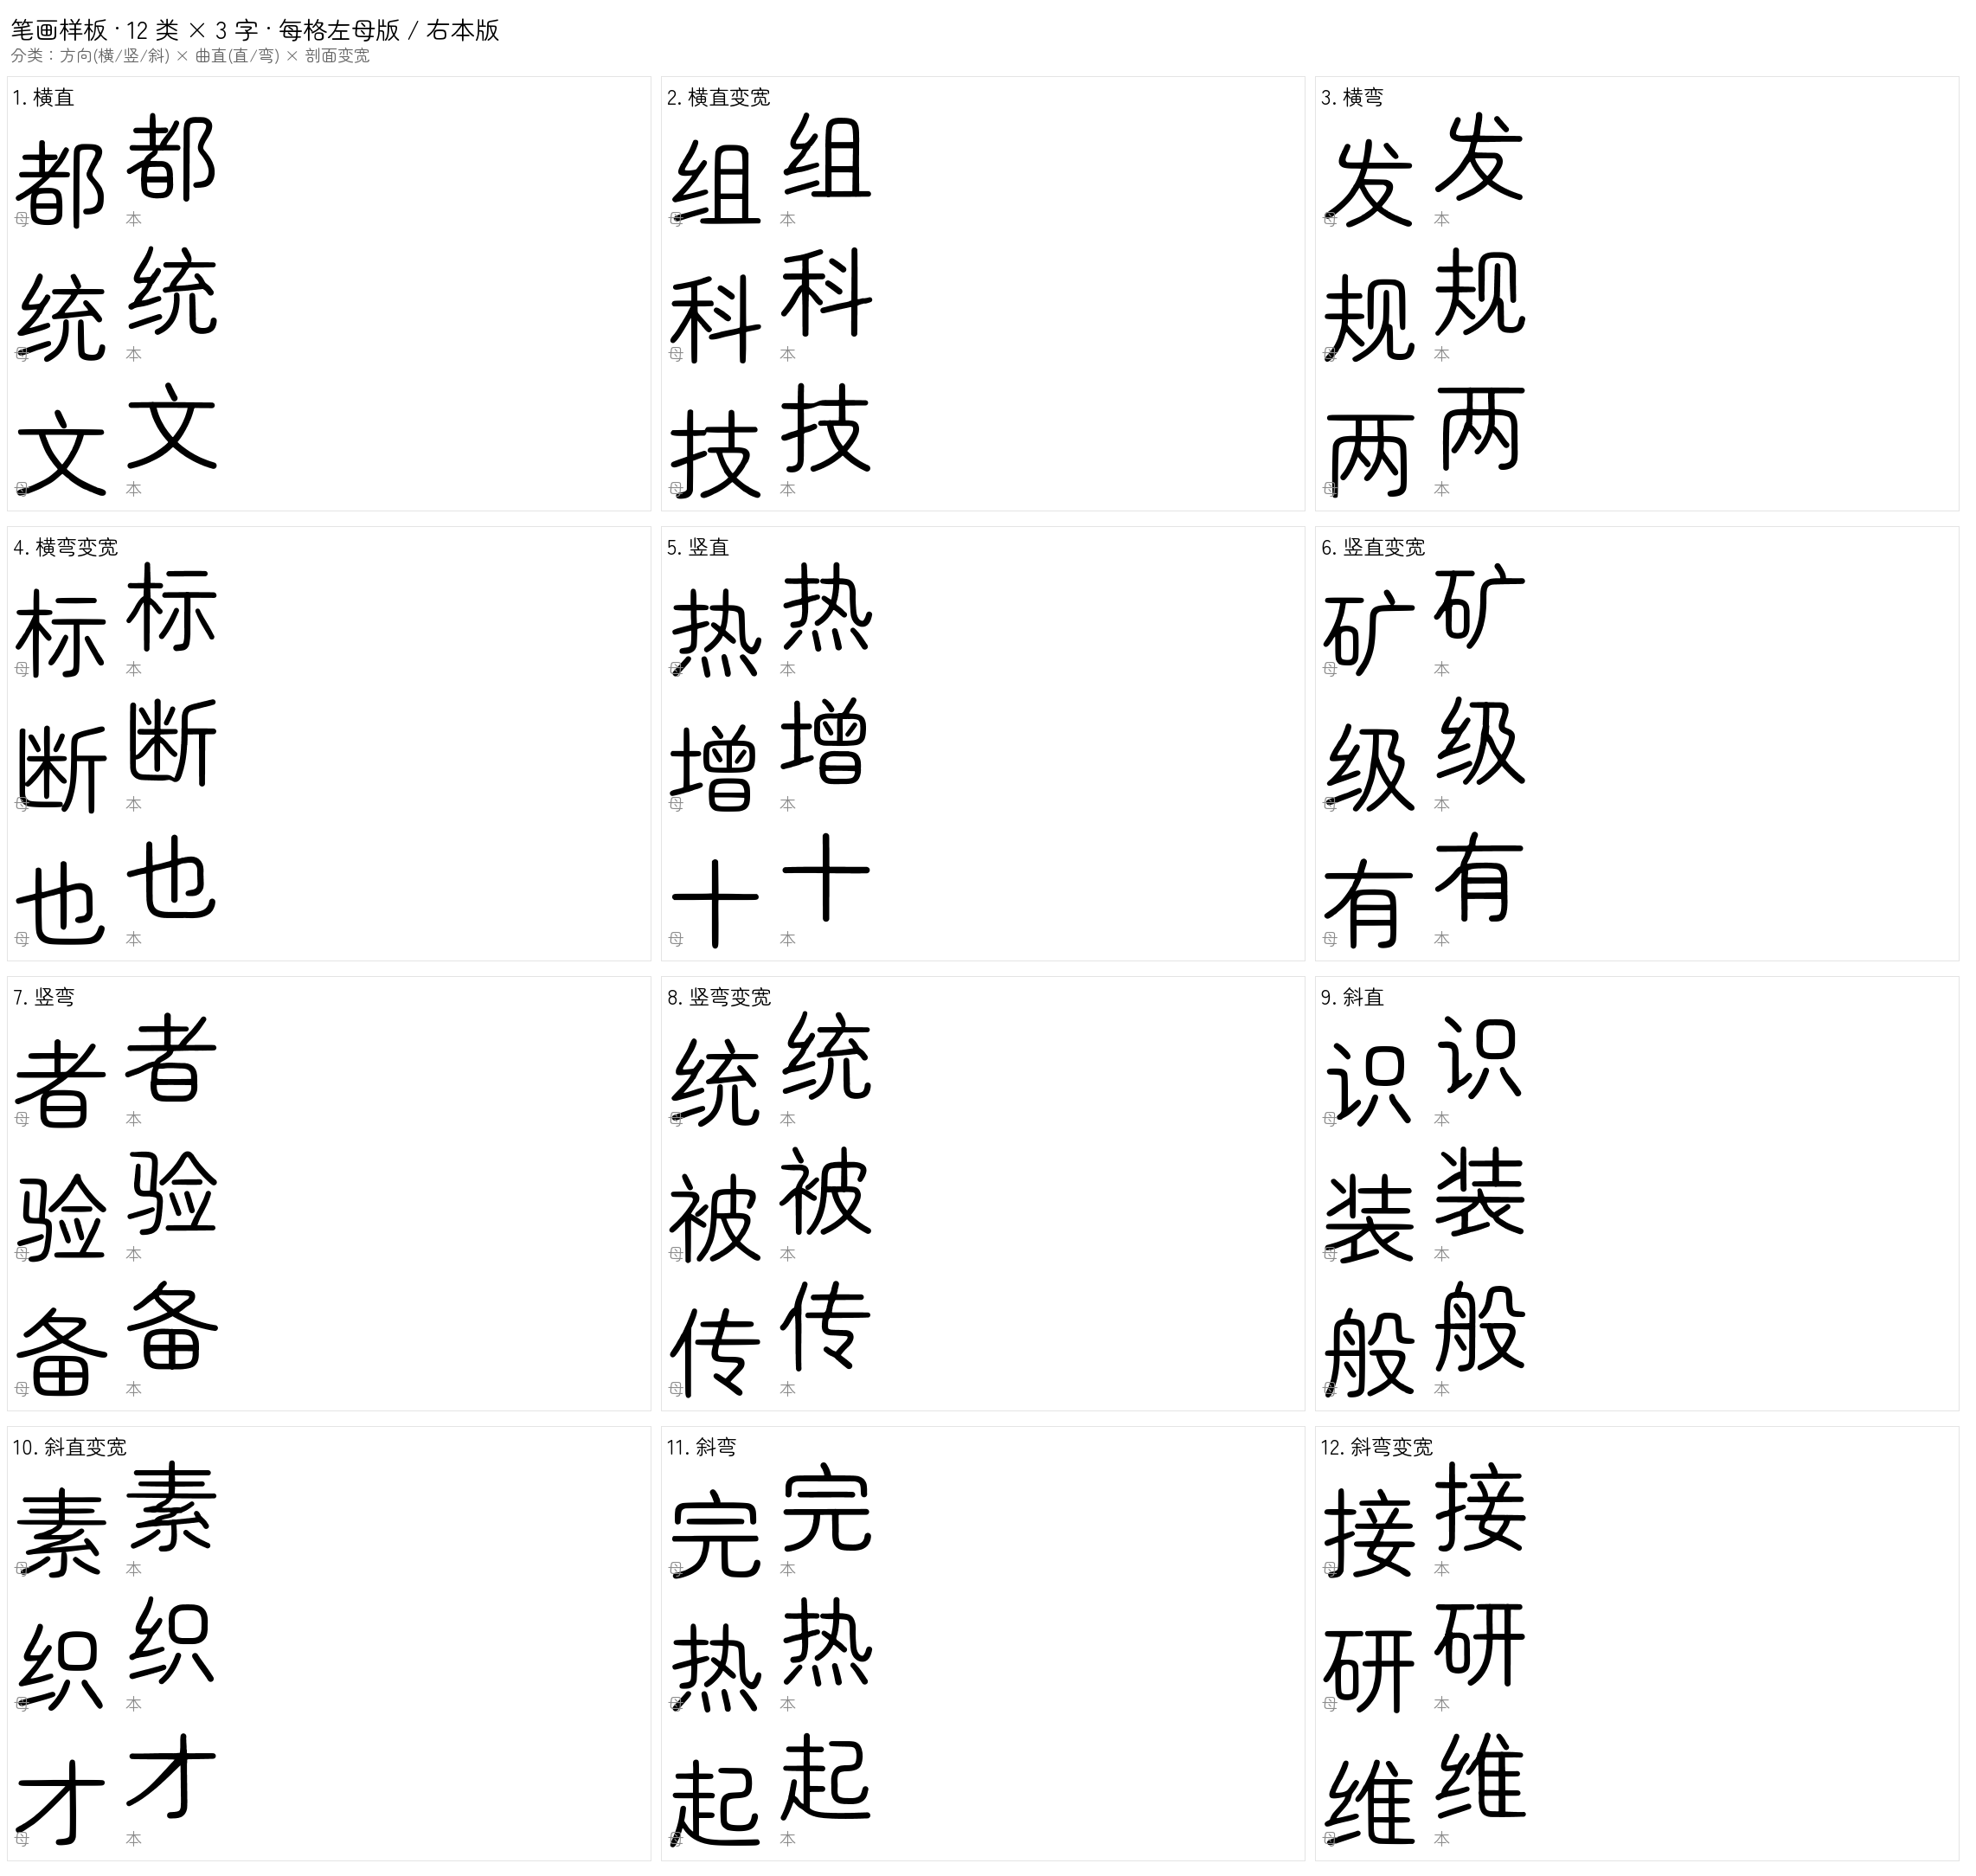 笔画样板 · 12 类 × 3 字 · 每格左母版 / 右本版
分类：方向(横/竖/斜) × 曲直(直/弯) × 剖面变宽
1. 横直
都 都
母 本
统 统
母 本
文 文
母 本
2. 横直变宽
组 组
母 本
科 科
母 本
技 技
母 本
3. 横弯
发 发
母 本
规 规
母 本
两 两
母 本
4. 横弯变宽
标 标
母 本
断 断
母 本
也 也
母 本
5. 竖直
热 热
母 本
增 增
母 本
十 十
母 本
6. 竖直变宽
矿 矿
母 本
级 级
母 本
有 有
母 本
7. 竖弯
者 者
母 本
验 验
母 本
备 备
母 本
8. 竖弯变宽
统 统
母 本
被 被
母 本
传 传
母 本
9. 斜直
识 识
母 本
装 装
母 本
般 般
母 本
10. 斜直变宽
素 素
母 本
织 织
母 本
才 才
母 本
11. 斜弯
完 完
母 本
热 热
母 本
起 起
母 本
12. 斜弯变宽
接 接
母 本
研 研
母 本
维 维
母 本